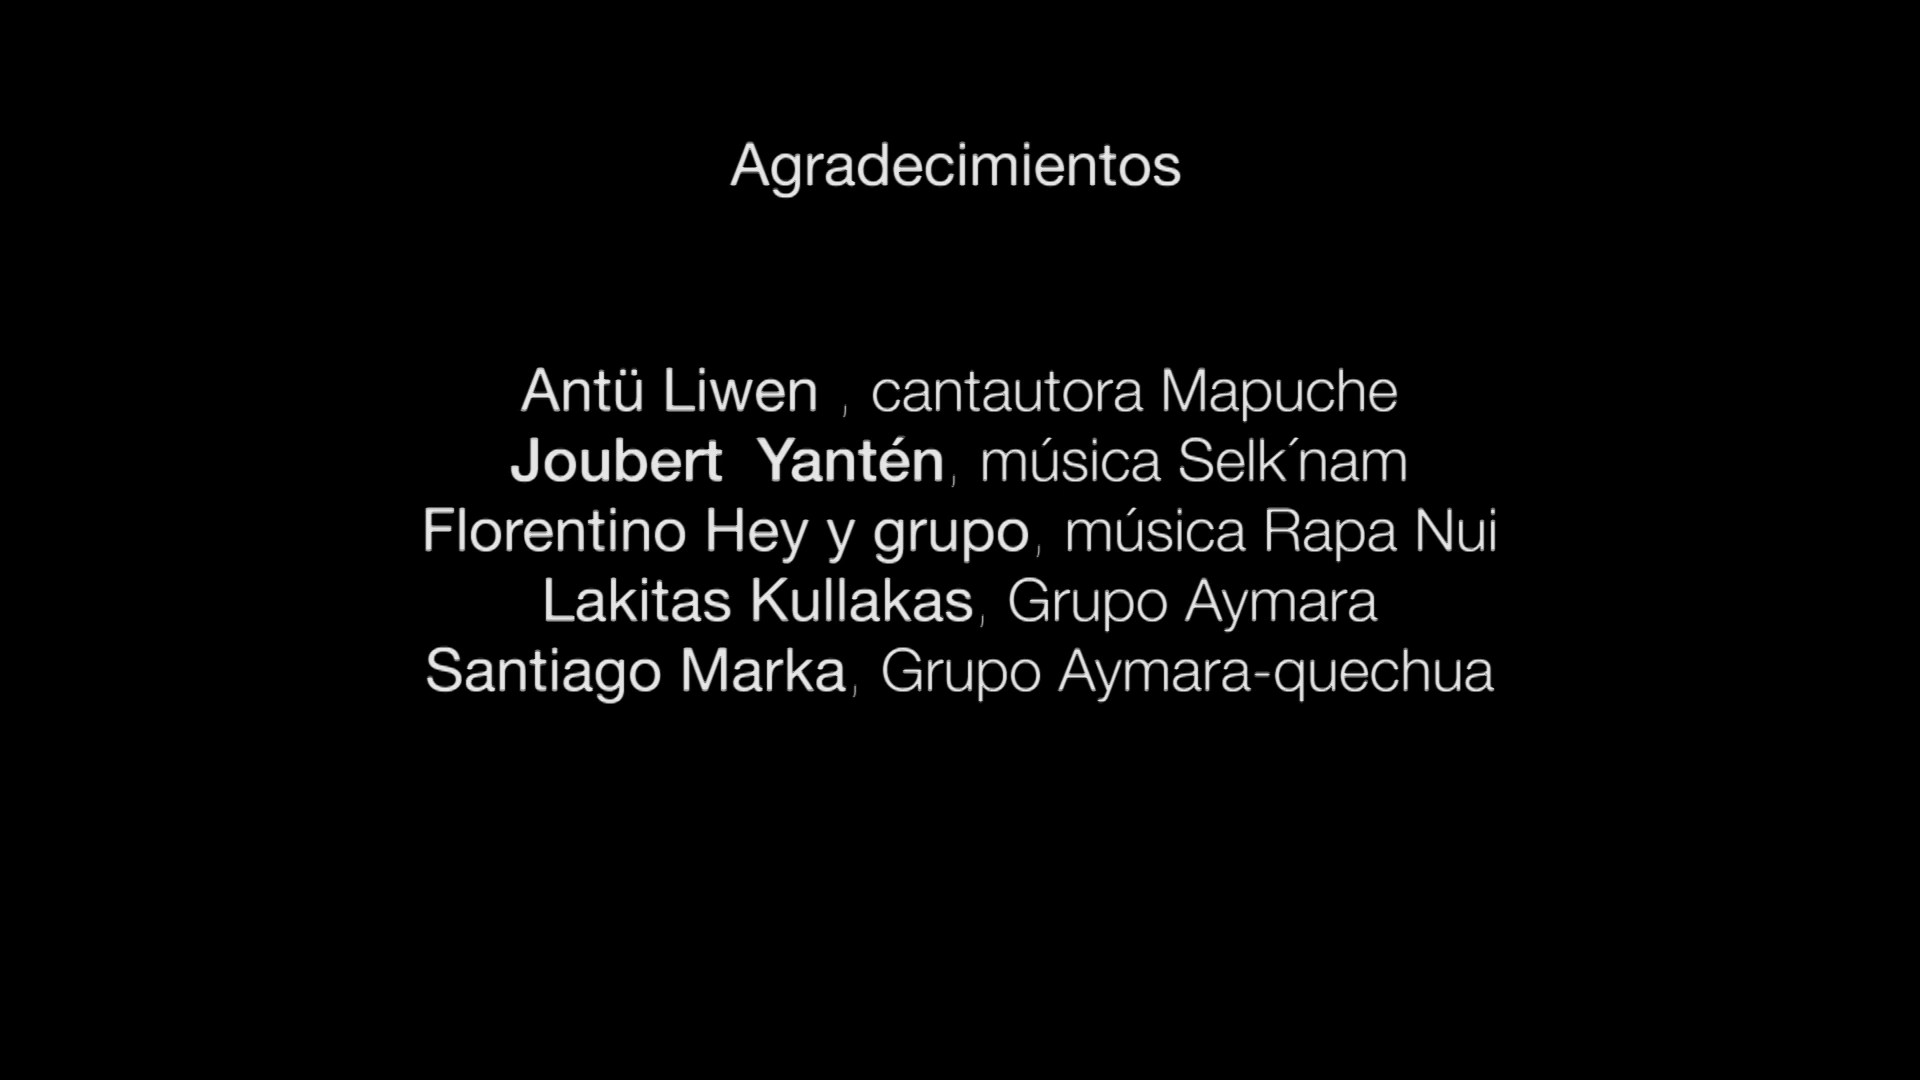 Agradecimientos
Antü Liwen , cantautora Mapuche
Joubert  Yantén, música Selk´nam
Florentino Hey y grupo, música Rapa Nui
Lakitas Kullakas, Grupo Aymara
Santiago Marka, Grupo Aymara-quechua